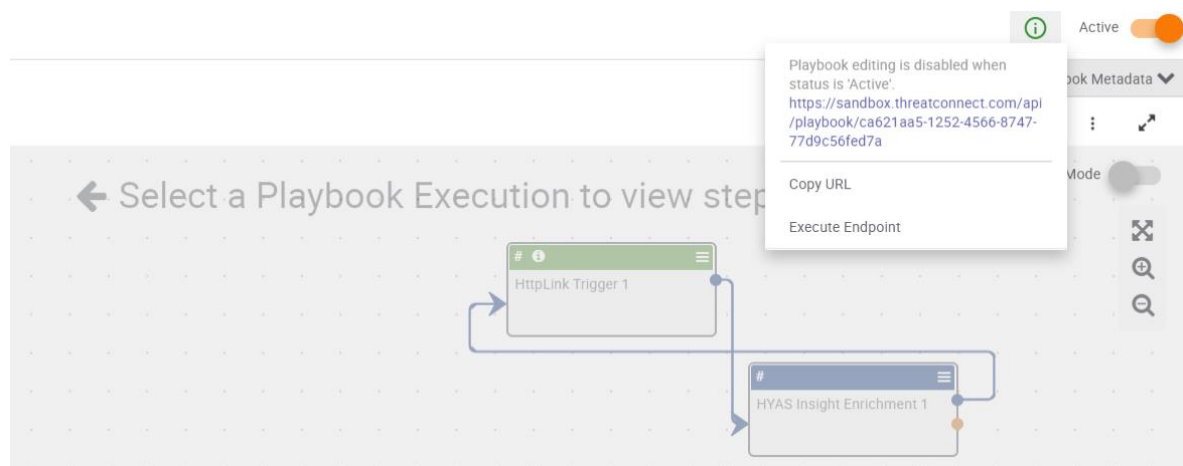 Active
Playbook editing is disabled when
status is 'Active'.
https://sandbox.threatconnect.com/api
/playbook/ca621aa5-1252-4566-8747-
77d9c56fed7a
ook Metadata
Copy URL
Mode
Execute Endpoint
Select a Playbook Execution to view step
#
HttpLink Trigger 1
#
HYAS Insight Enrichment 1